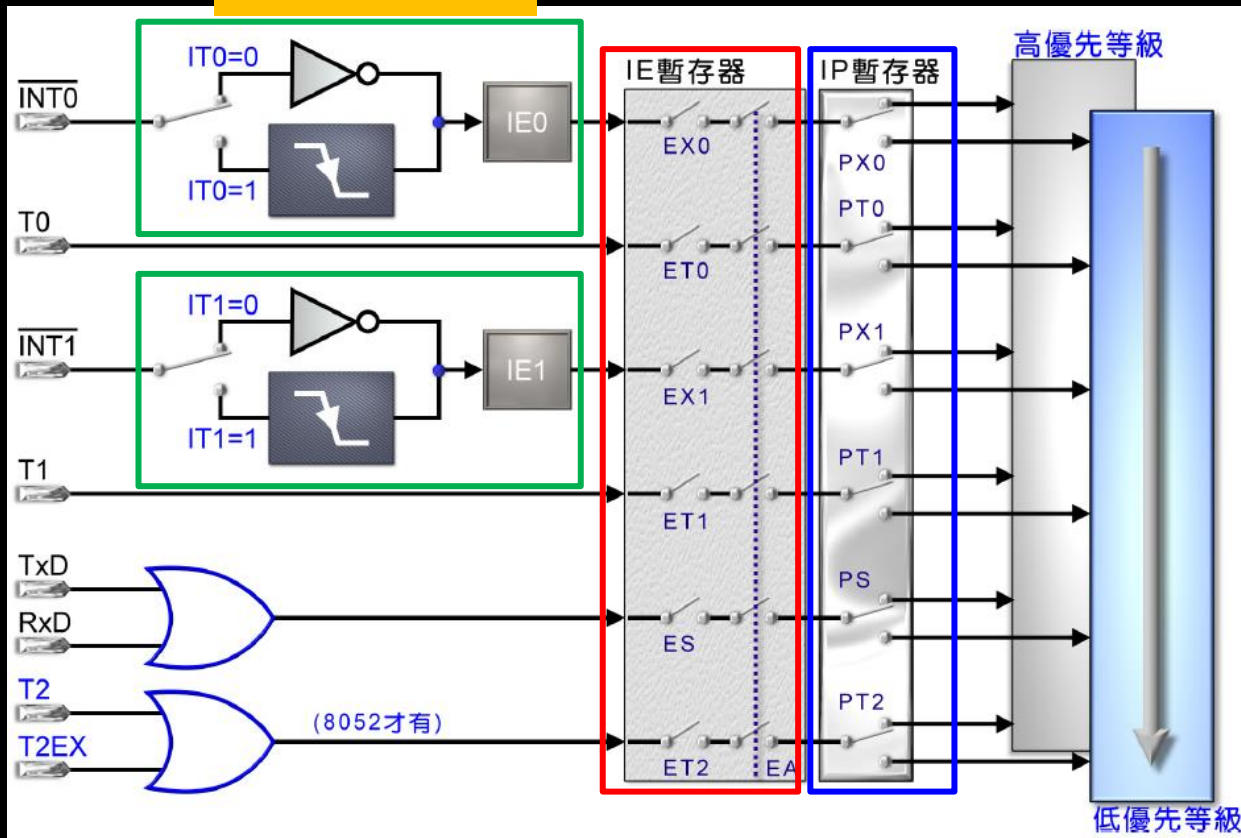 高優先等級
IT0=0
IE暫存器
IP暫存器
INT0
IE0
EX0
PX0
IT0=1
T0
PT0
ET0
IT1=0
INT1
PX1
IE1
EX1
IT1=1
T1
PT1
ET1
TxD
PS
RxD
ES
T2
PT2
(8052才有)
T2EX
ET2
EA
低優先等級